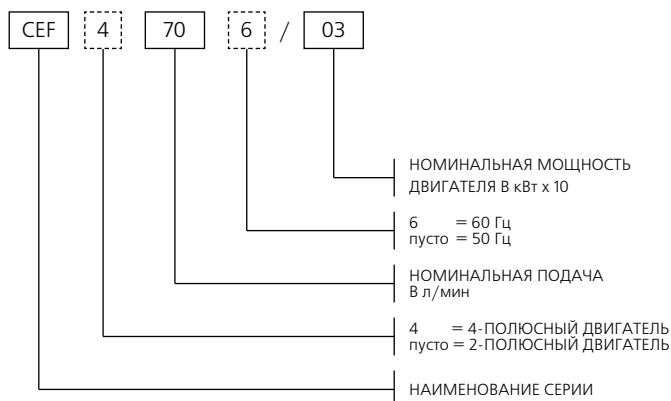 CEF 4 70 6 / 03
НОМИНАЛЬНАЯ МОЩНОСТЬ
ДВИГАТЕЛЯ В кВт x 10
6 = 60 Гц
пусто = 50 Гц
НОМИНАЛЬНАЯ ПОДАЧА
В л/мин
4 = 4-ПОЛЮСНЫЙ ДВИГАТЕЛЬ
пусто = 2-ПОЛЮСНЫЙ ДВИГАТЕЛЬ
НАИМЕНОВАНИЕ СЕРИИ